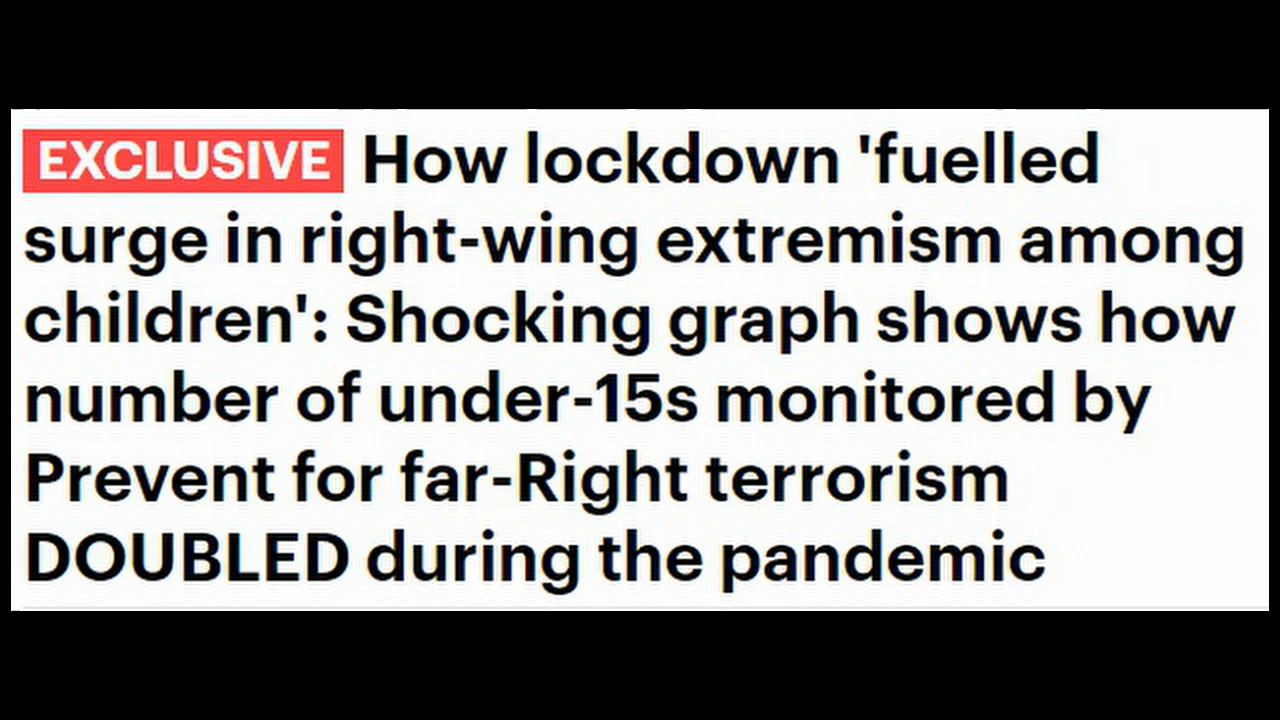 EXCLUSIVE How lockdown 'fuelled
surge in right-wing extremism among
children': Shocking graph shows how
number of under-15s monitored by
Prevent for far-Right terrorism
DOUBLED during the pandemic